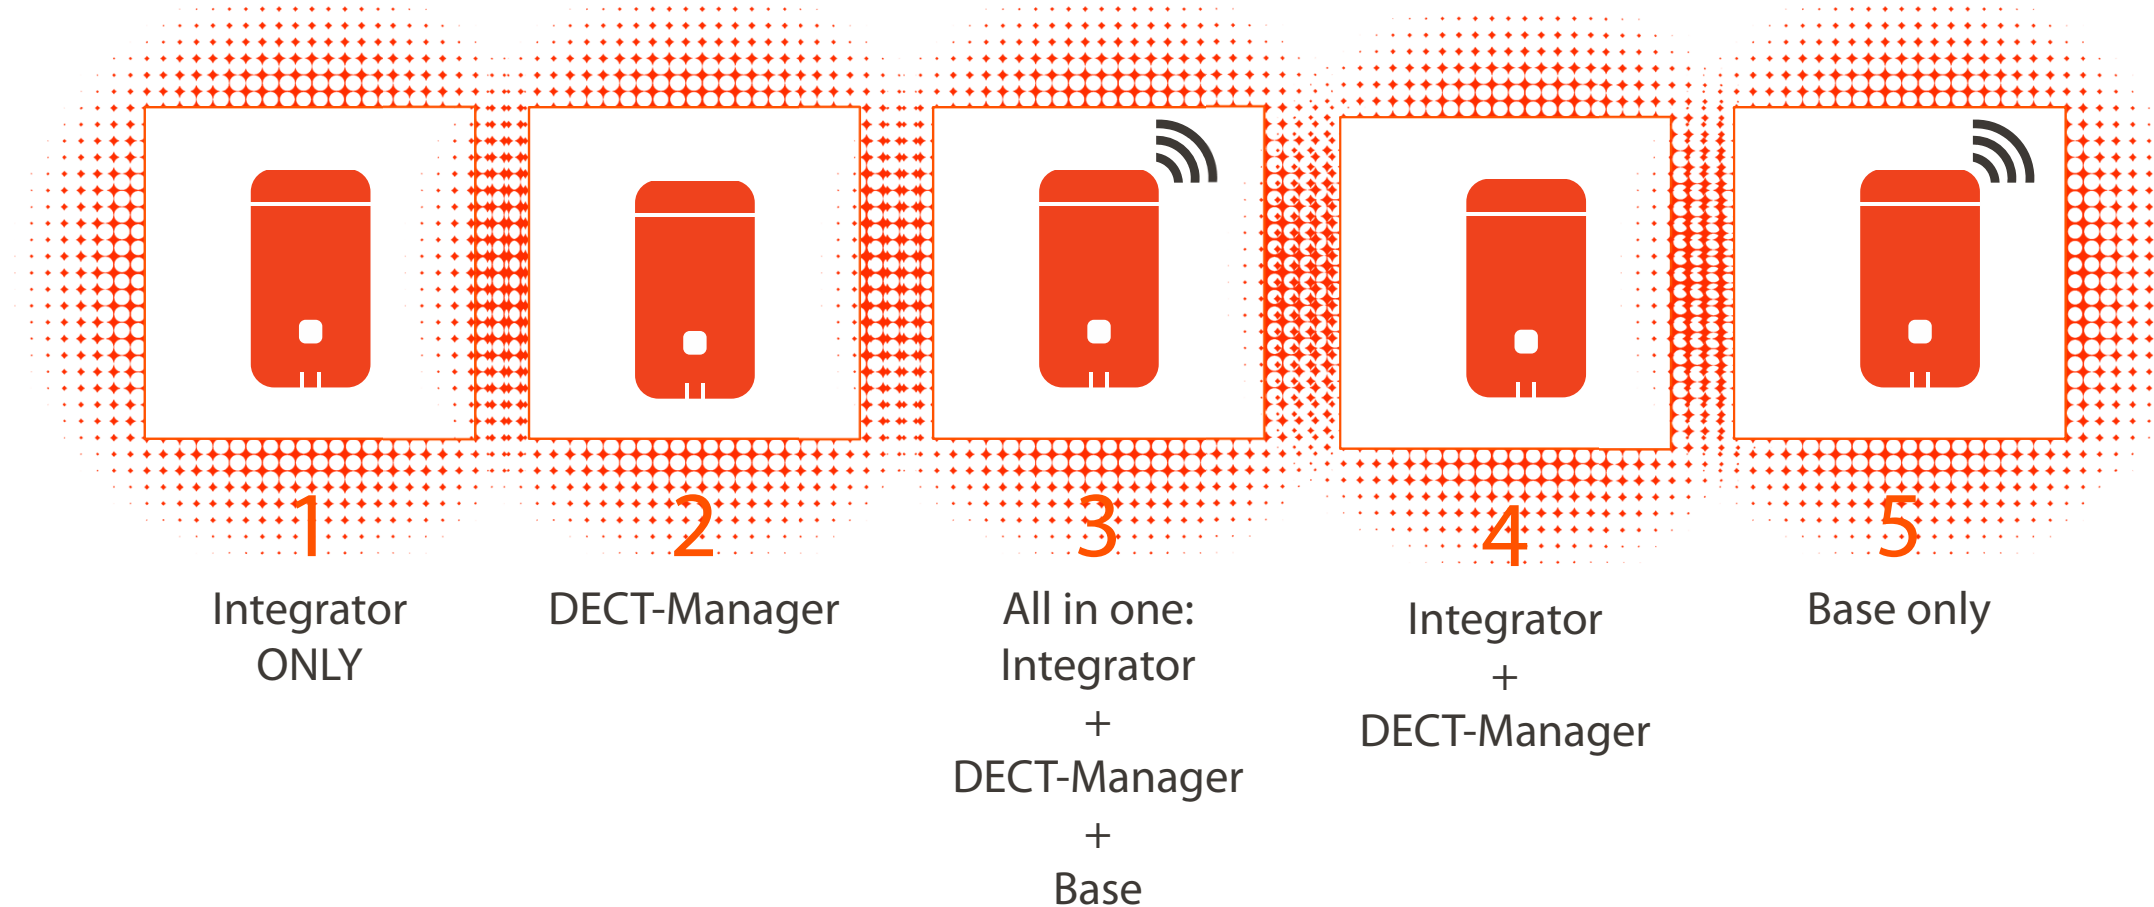 1
Integrator
ONLY
2
DECT-Manager
3
All in one:
Integrator
+
DECT-Manager
+
Base
4
Integrator
+
DECT-Manager
5
Base only